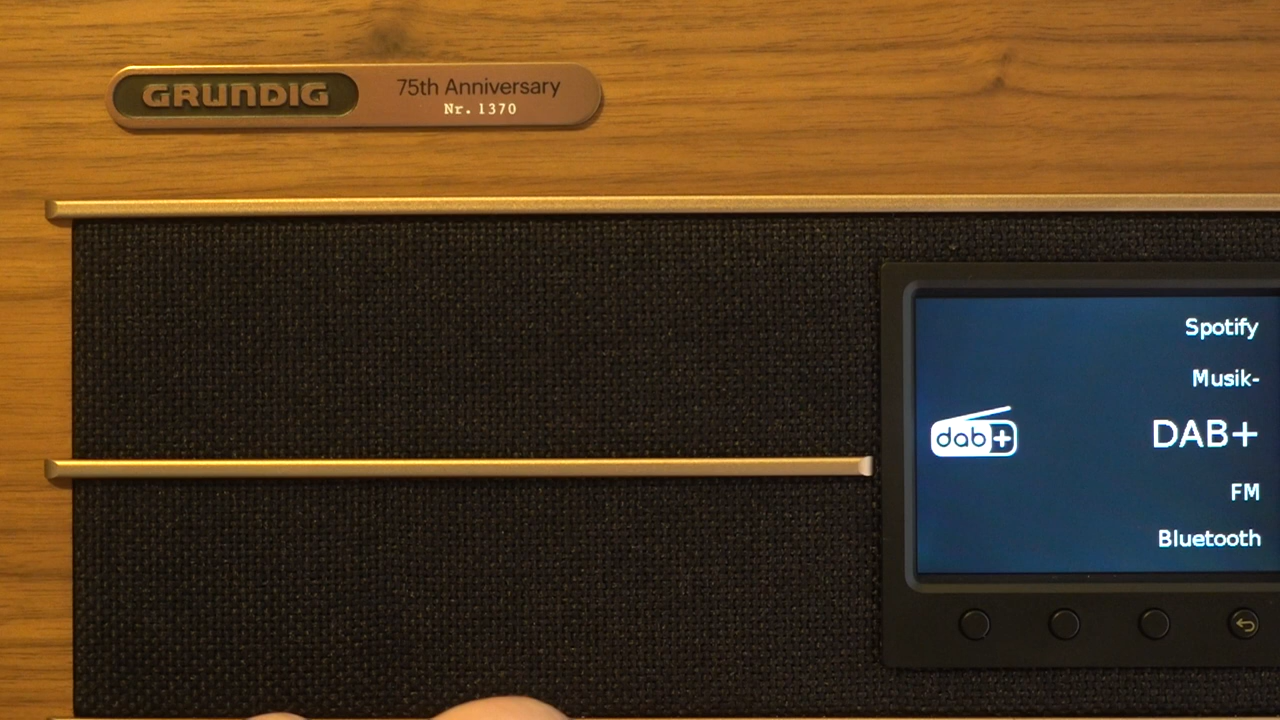 GRUNDIG
75th Anniversary
Nr. 1370
Spotify
Musik-
dab+
DAB+
FM
Bluetooth